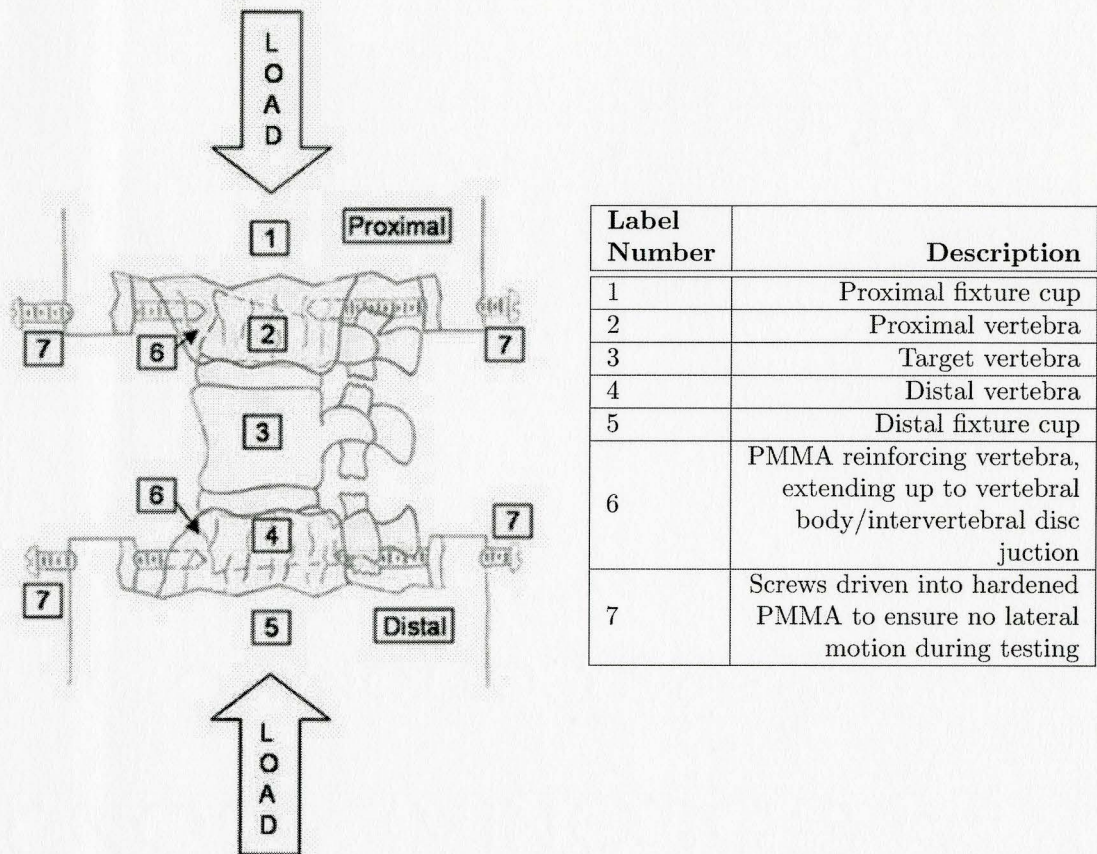 LOAD
1
Proximal
2
7
6
7
3
6
7
4
7
5
Distal
LOAD
Label Number Description
1 Proximal fixture cup
2 Proximal vertebra
3 Target vertebra
4 Distal vertebra
5 Distal fixture cup
6 PMMA reinforcing vertebra,
extending up to vertebral
body/intervertebral disc
juction
7 Screws driven into hardened
PMMA to ensure no lateral
motion during testing